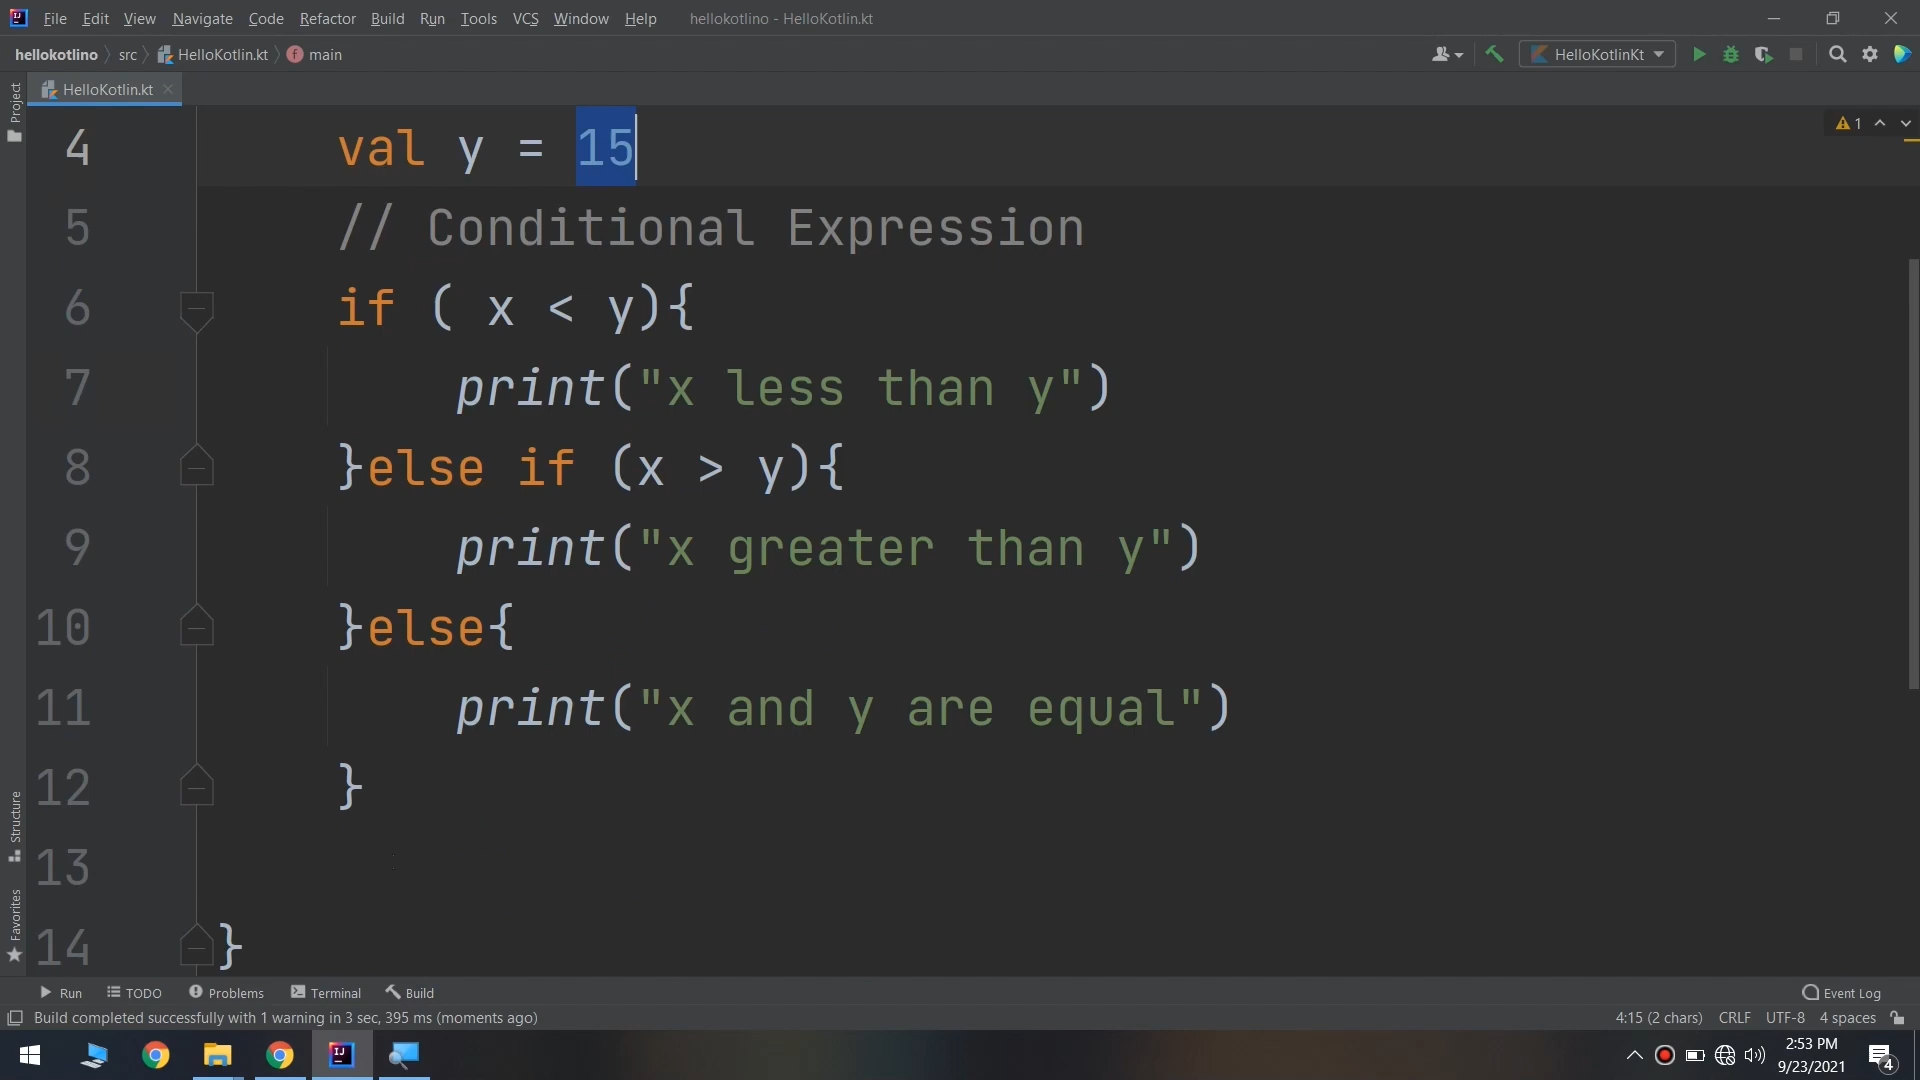 File Edit View Navigate Code Refactor Build Run Tools VCS Window Help hellokotlino - HelloKotlin.kt
hellokotlino src HelloKotlin.kt main HelloKotlinKt
HelloKotlin.kt
Project
1
4 val y = 15
5 // Conditional Expression
6 if ( x < y){
7 print("x less than y")
8 }else if (x > y){
9 print("x greater than y")
10 }else{
11 print("x and y are equal")
12 }
13
14 }
Structure
Favorites
Run TODO Problems Terminal Build Event Log
Build completed successfully with 1 warning in 3 sec, 395 ms (moments ago) 4:15 (2 chars) CRLF UTF-8 4 spaces
2:53 PM
9/23/2021
4